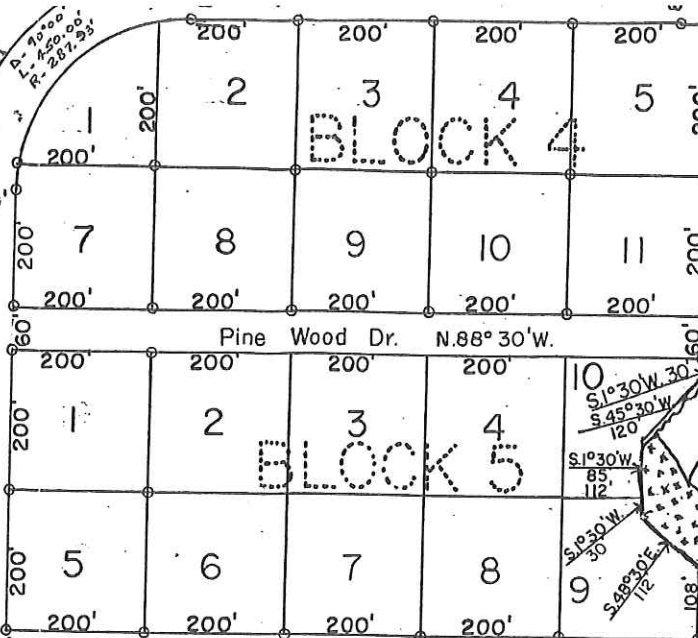 Δ- 90°00'
L- 450.00'
R- 287.93'
200' 200' 200' 200'
1 200' 2 3 4 5 200'
BLOCK 4
200'
200' 7 8 9 10 11 200'
200' 200' 200' 200' 200'
60' Pine Wood Dr. N.88°30'W. 60'
200' 200' 200' 200' 10
S.1°30'W. 30'
S.45°30'W.
120'
200' 1 2 3 4
BLOCK 5
S.1°30'W.
85
112'
S.1°30'W.
30'
S.48°30'E.
112
200' 5 6 7 8 9 108'
200' 200' 200' 200'